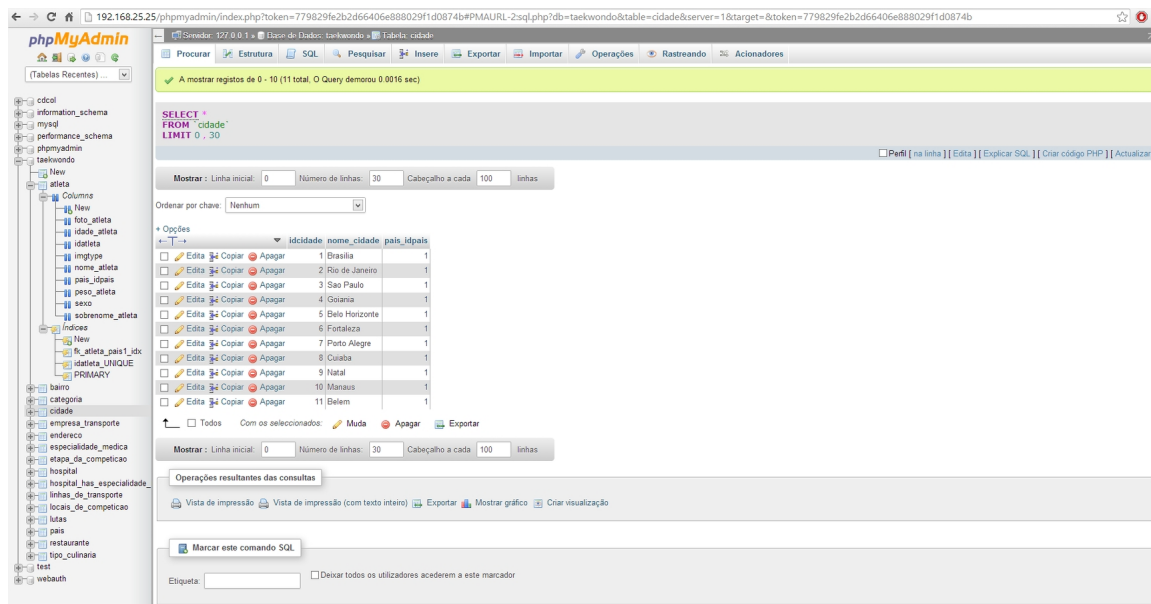 192.168.25.25/phpmyadmin/index.php?token=779829fe2b2d66406e888029f1d0874b#PMAURL-2:sql.php?db=taekwondo&table=cidade&server=1&target=&token=779829fe2b2d66406e888029f1d0874b
phpMyAdmin
(Tabelas Recentes) ...
cdcol
information_schema
mysql
performance_schema
phpmyadmin
taekwondo
New
atleta
Columns
New
foto_atleta
idade_atleta
idatleta
imgtype
nome_atleta
pais_idpais
peso_atleta
sexo
sobrenome_atleta
Índices
New
fk_atleta_pais1_idx
idatleta_UNIQUE
PRIMARY
bairro
categoria
cidade
empresa_transporte
endereco
especialidade_medica
etapa_da_competicao
hospital
hospital_has_especialidade_
linhas_de_transporte
locais_de_competicao
lutas
pais
restaurante
tipo_culinaria
test
webauth
Servidor: 127.0.0.1 » Base de Dados: taekwondo » Tabela: cidade
Procurar Estrutura SQL Pesquisar Insere Exportar Importar Operações Rastreando Acionadores
A mostrar registos de 0 - 10 (11 total, O Query demorou 0.0016 sec)
SELECT *
FROM `cidade`
LIMIT 0 , 30
Perfil [ na linha ] [ Edita ] [ Explicar SQL ] [ Criar código PHP ] [ Actualizar
Mostrar : Linha inicial: 0 Número de linhas: 30 Cabeçalho a cada 100 linhas
Ordenar por chave: Nenhum
+ Opções
←T→ idcidade nome_cidade pais_idpais
Edita Copiar Apagar 1 Brasilia 1
Edita Copiar Apagar 2 Rio de Janeiro 1
Edita Copiar Apagar 3 Sao Paulo 1
Edita Copiar Apagar 4 Goiania 1
Edita Copiar Apagar 5 Belo Horizonte 1
Edita Copiar Apagar 6 Fortaleza 1
Edita Copiar Apagar 7 Porto Alegre 1
Edita Copiar Apagar 8 Cuiaba 1
Edita Copiar Apagar 9 Natal 1
Edita Copiar Apagar 10 Manaus 1
Edita Copiar Apagar 11 Belem 1
Todos Com os seleccionados: Muda Apagar Exportar
Mostrar : Linha inicial: 0 Número de linhas: 30 Cabeçalho a cada 100 linhas
Operações resultantes das consultas
Vista de impressão Vista de impressão (com texto inteiro) Exportar Mostrar gráfico Criar visualização
Marcar este comando SQL
Etiqueta: Deixar todos os utilizadores acederem a este marcador